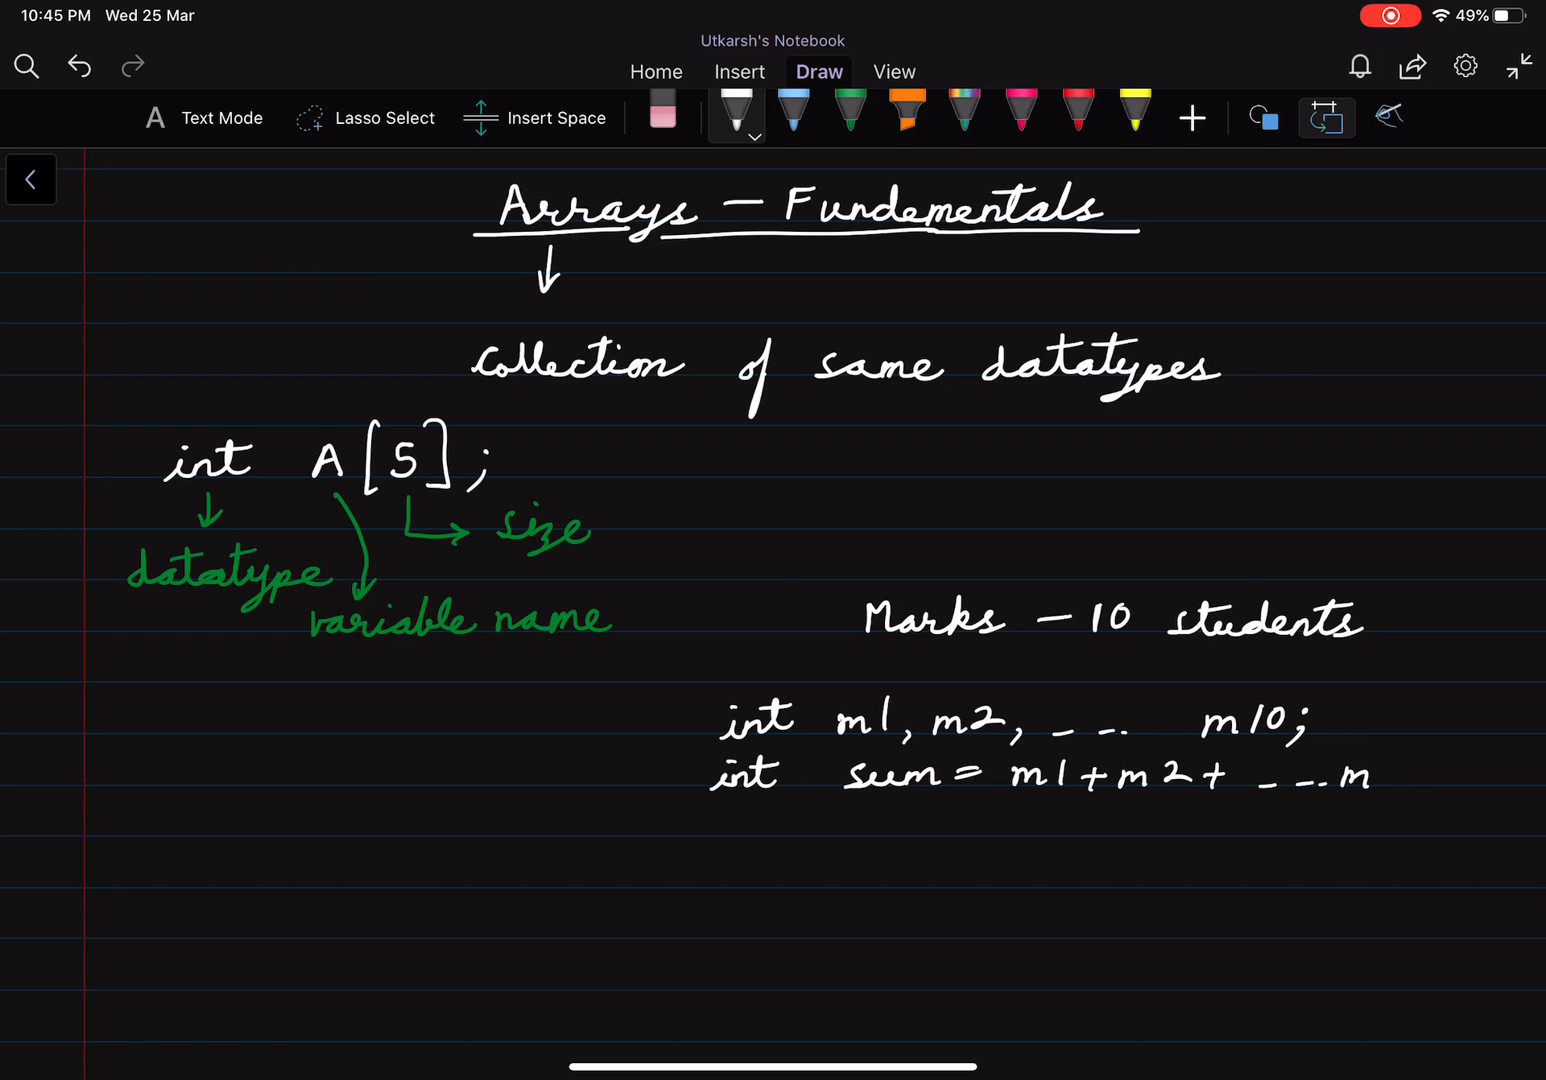 10:45 PM Wed 25 Mar 49%
Utkarsh's Notebook
Home Insert Draw View
A Text Mode Lasso Select Insert Space
Arrays — Fundementals
↓
collection of same datatypes
int A[5];
↓ → size
datatype
variable name
Marks — 10 students
int m1, m2, _ _ .. m10;
int sum = m1+m2+ _ _ .. m